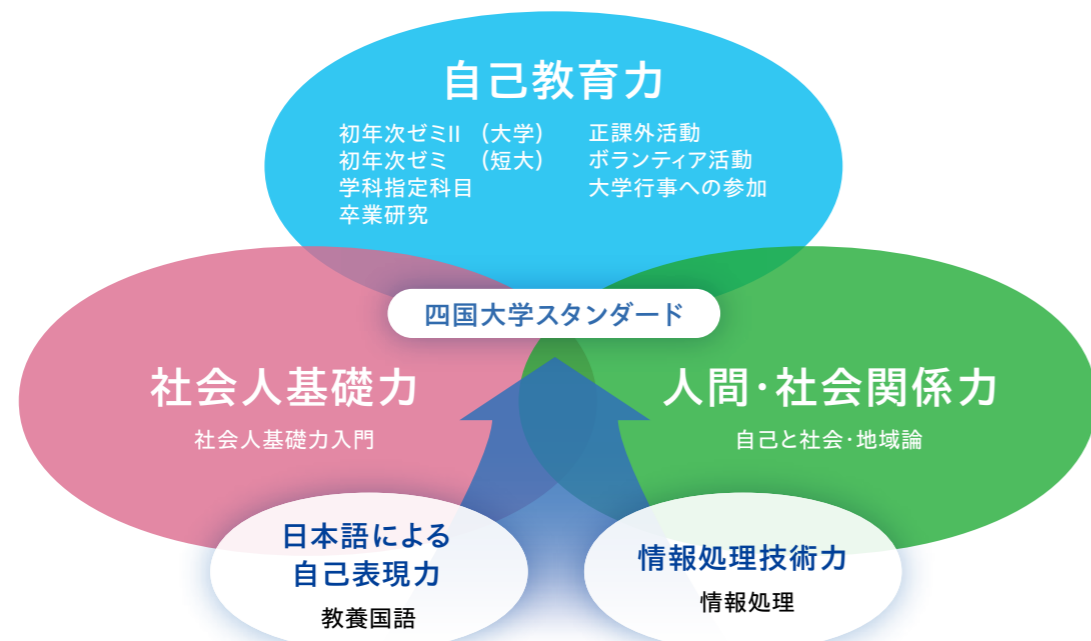 自己教育力
初年次ゼミII (大学)
初年次ゼミ (短大)
学科指定科目
卒業研究
正課外活動
ボランティア活動
大学行事への参加
四国大学スタンダード
社会人基礎力
社会人基礎力入門
人間・社会関係力
自己と社会・地域論
日本語による
自己表現力
教養国語
情報処理技術力
情報処理